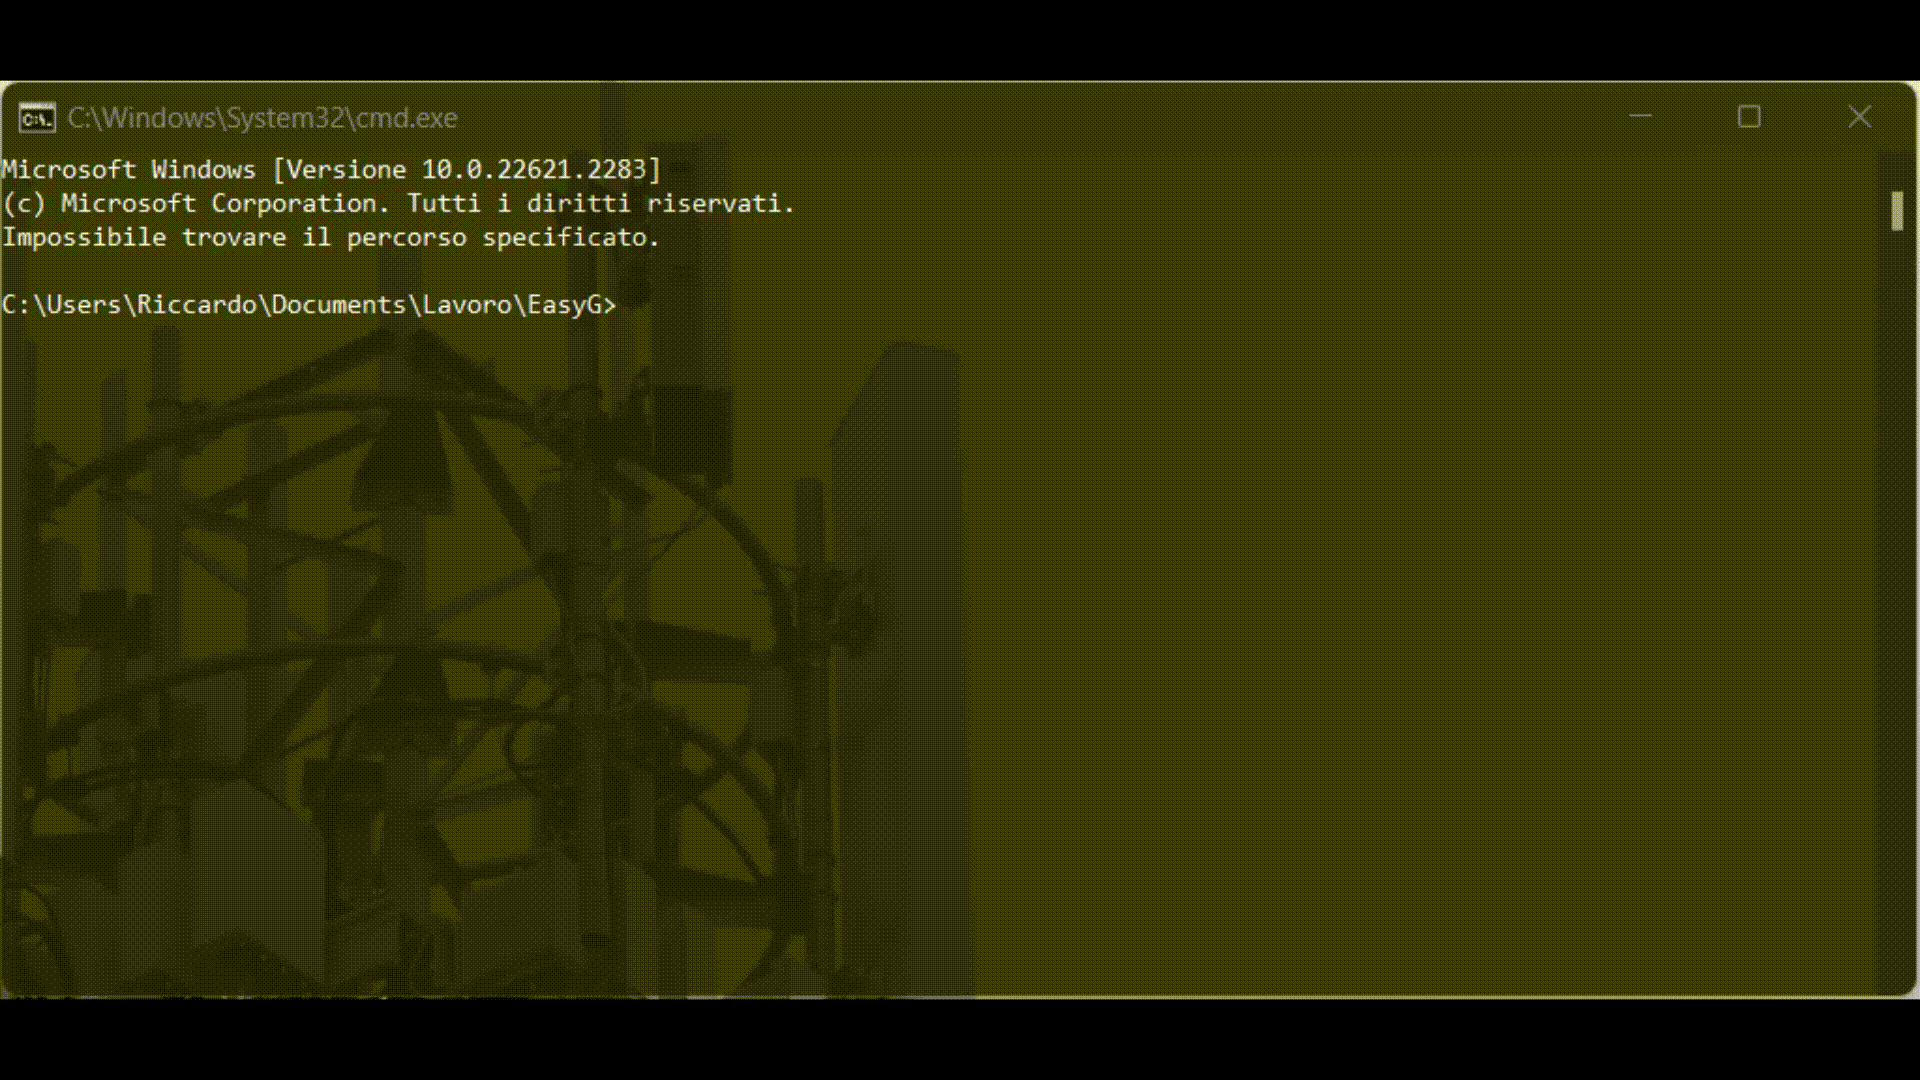 C:\Windows\System32\cmd.exe
Microsoft Windows [Versione 10.0.22621.2283]
(c) Microsoft Corporation. Tutti i diritti riservati.
Impossibile trovare il percorso specificato.
C:\Users\Riccardo\Documents\Lavoro\EasyG>